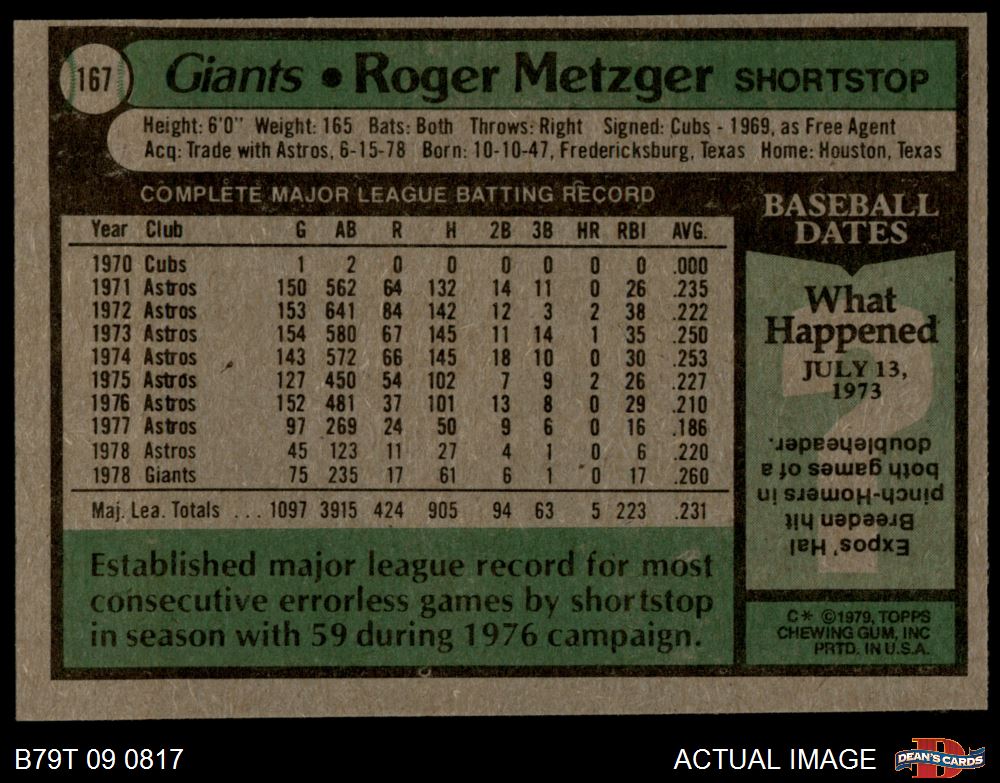 167
Giants • Roger Metzger SHORTSTOP
Height: 6'0" Weight: 165 Bats: Both Throws: Right Signed: Cubs - 1969, as Free Agent
Acq: Trade with Astros, 6-15-78 Born: 10-10-47, Fredericksburg, Texas Home: Houston, Texas
COMPLETE MAJOR LEAGUE BATTING RECORD
Year Club G AB R H 2B 3B HR RBI AVG.
1970 Cubs 1 2 0 0 0 0 0 0 .000
1971 Astros 150 562 64 132 14 11 0 26 .235
1972 Astros 153 641 84 142 12 3 2 38 .222
1973 Astros 154 580 67 145 11 14 1 35 .250
1974 Astros 143 572 66 145 18 10 0 30 .253
1975 Astros 127 450 54 102 7 9 2 26 .227
1976 Astros 152 481 37 101 13 8 0 29 .210
1977 Astros 97 269 24 50 9 6 0 16 .186
1978 Astros 45 123 11 27 4 1 0 6 .220
1978 Giants 75 235 17 61 6 1 0 17 .260
Maj. Lea. Totals ... 1097 3915 424 905 94 63 5 223 .231
Established major league record for most
consecutive errorless games by shortstop
in season with 59 during 1976 campaign.
BASEBALL
DATES
What
Happened
JULY 13,
1973
Expos' Hal
Breeden hit
pinch-Homers in
both games of a
doubleheader.
C* ©1979, TOPPS
CHEWING GUM, INC
PRTD. IN U.S.A.
B79T 09 0817
ACTUAL IMAGE
D
DEAN'S CARDS